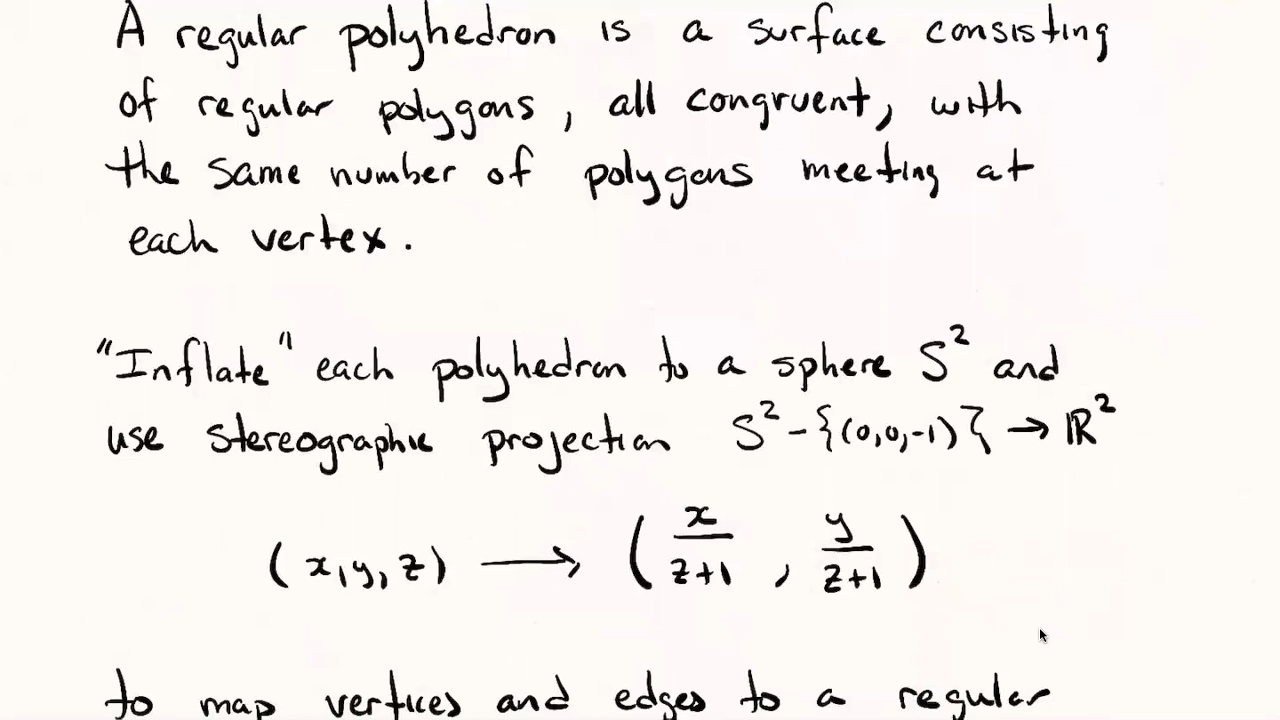 A regular polyhedron is a surface consisting
of regular polygons, all congruent, with
the same number of polygons meeting at
each vertex.
"Inflate" each polyhedron to a sphere S² and
use stereographic projection S² - {(0,0,-1)} → ℝ²
(x, y, z) ⟶ (x/(z+1), y/(z+1))
to map vertices and edges to a regular